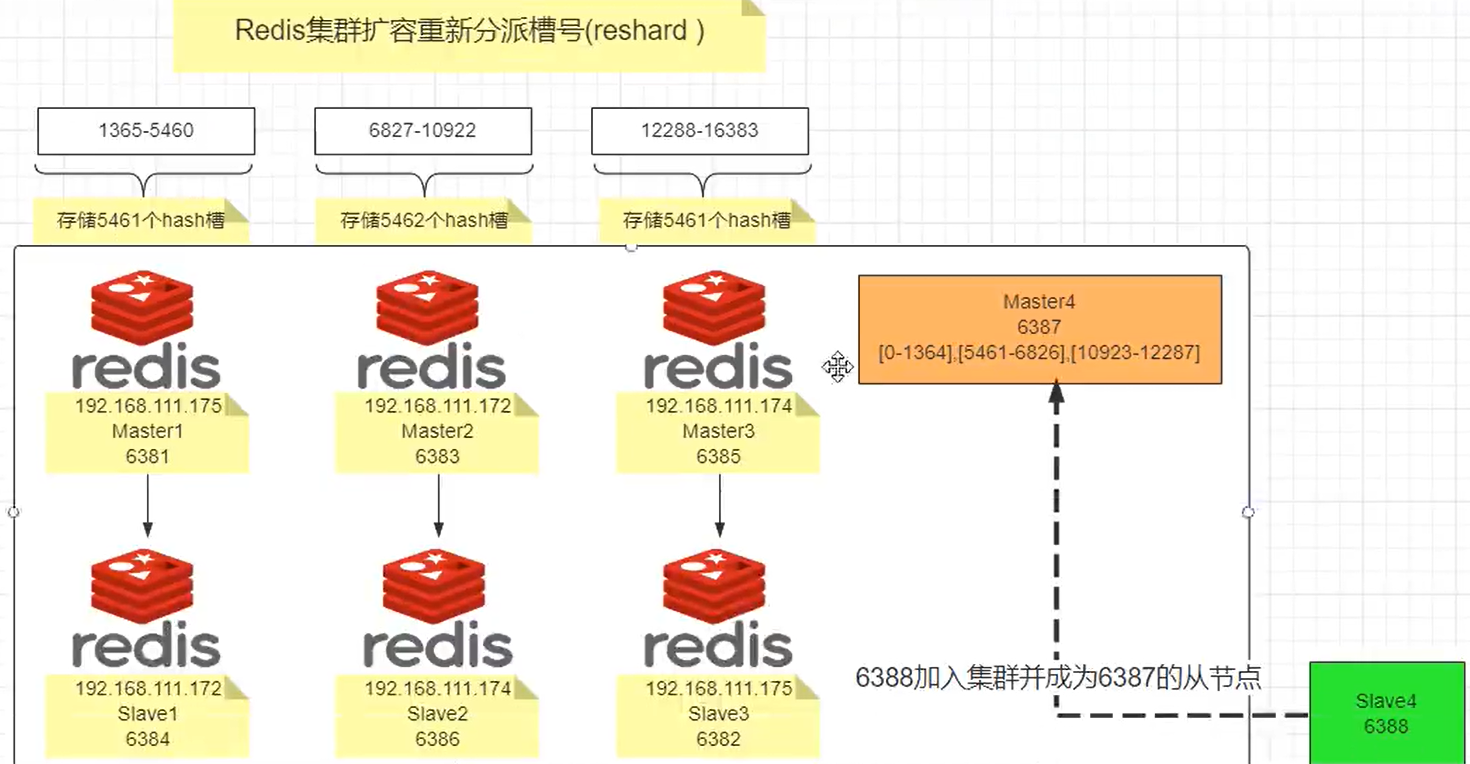 Redis集群扩容重新分派槽号(reshard )
1365-5460
6827-10922
12288-16383
存储5461个hash槽
存储5462个hash槽
存储5461个hash槽
redis
192.168.111.175
Master1
6381
redis
192.168.111.172
Master2
6383
redis
192.168.111.174
Master3
6385
Master4
6387
[0-1364],[5461-6826],[10923-12287]
redis
192.168.111.172
Slave1
6384
redis
192.168.111.174
Slave2
6386
redis
192.168.111.175
Slave3
6382
6388加入集群并成为6387的从节点
Slave4
6388